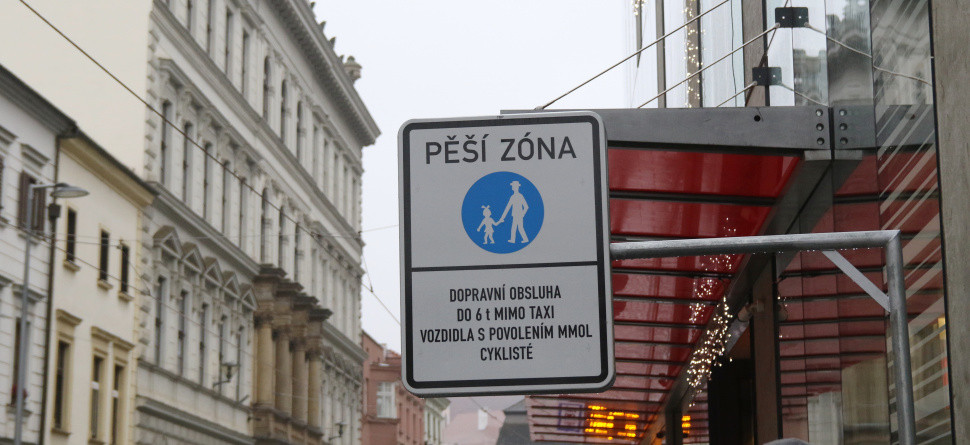 PĚŠÍ ZÓNA
DOPRAVNÍ OBSLUHA
DO 6 t MIMO TAXI
VOZIDLA S POVOLENÍM MMOL
CYKLISTÉ